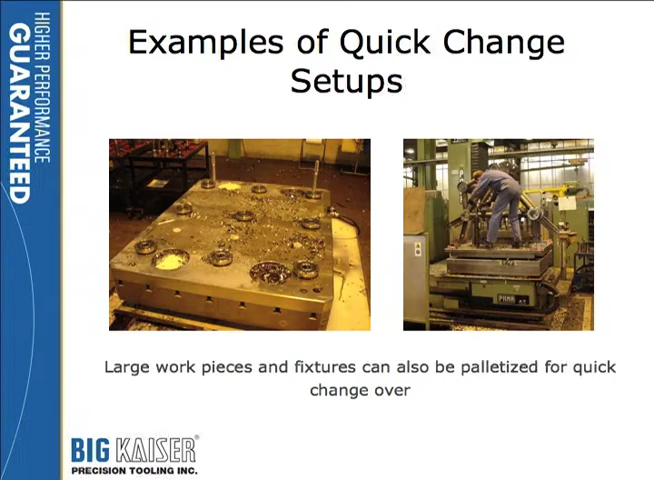 HIGHER PERFORMANCE
GUARANTEED
Examples of Quick Change
Setups
Large work pieces and fixtures can also be palletized for quick
change over
BIG KAISER®
PRECISION TOOLING INC.